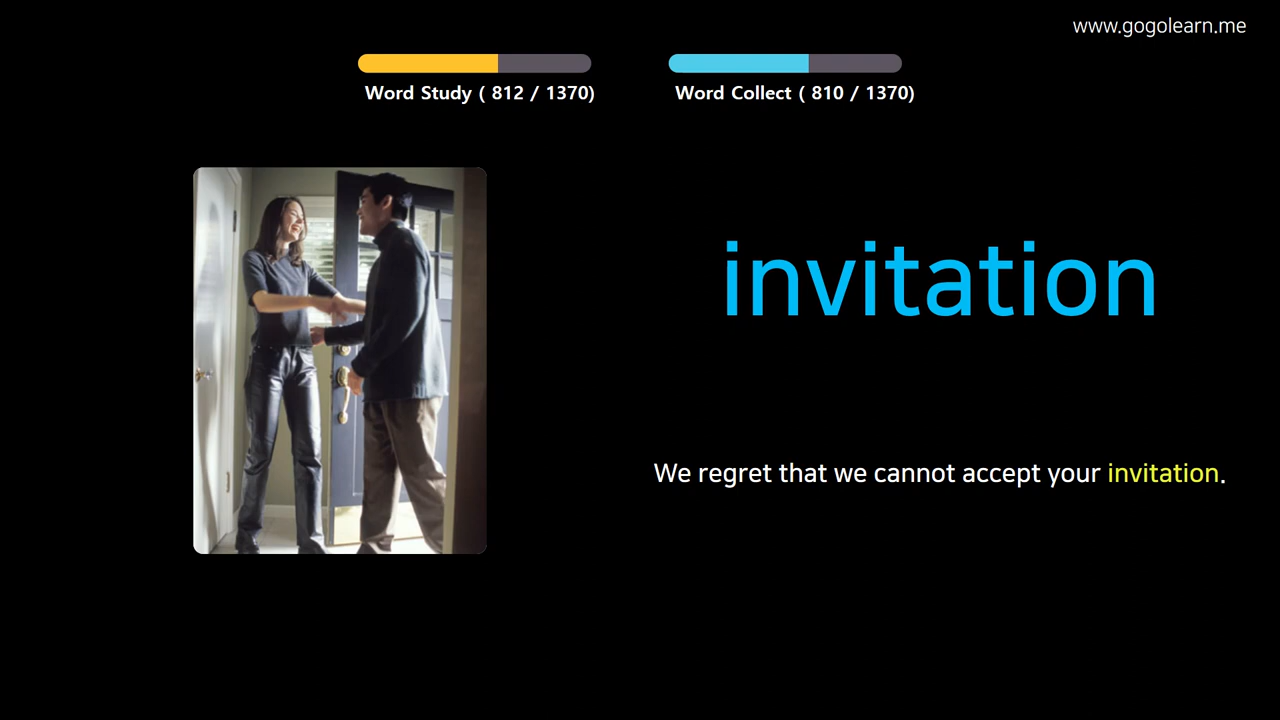 www.gogolearn.me
Word Study ( 812 / 1370)
Word Collect ( 810 / 1370)
invitation
We regret that we cannot accept your invitation.